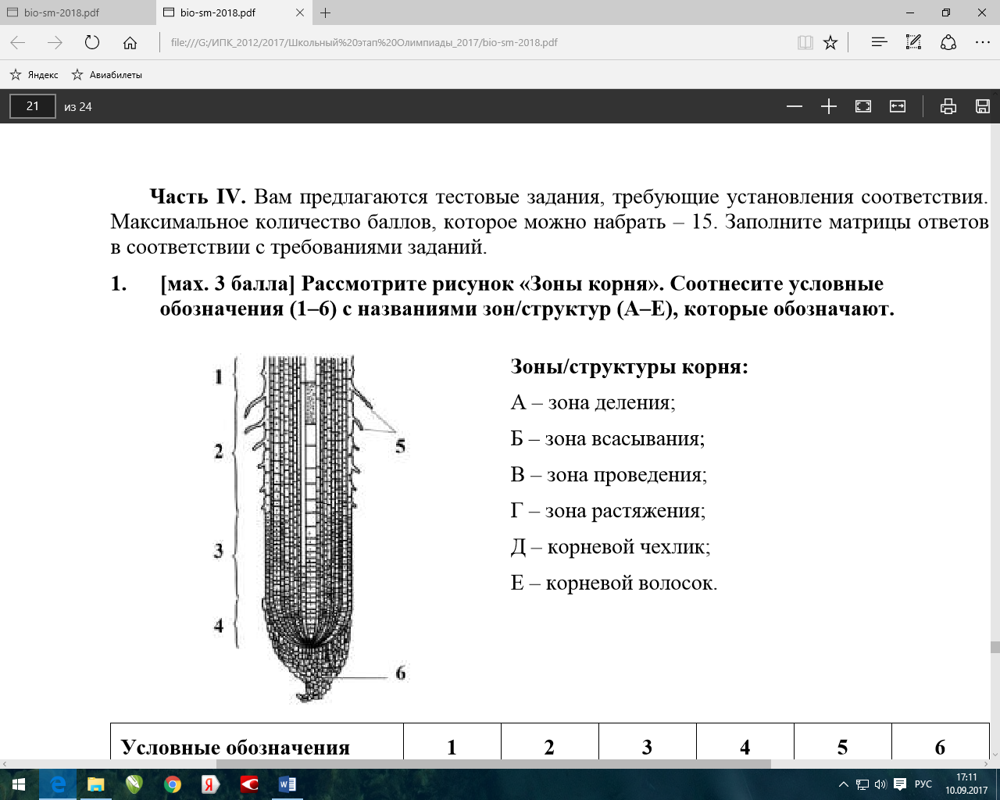 bio-sm-2018.pdf
bio-sm-2018.pdf
file:///G:/ИПК_2012/2017/Школьный%20этап%20Олимпиады_2017/bio-sm-2018.pdf
Яндекс
Авиабилеты
21 из 24
Часть IV. Вам предлагаются тестовые задания, требующие установления соответствия.
Максимальное количество баллов, которое можно набрать – 15. Заполните матрицы ответов
в соответствии с требованиями заданий.
1. [мах. 3 балла] Рассмотрите рисунок «Зоны корня». Соотнесите условные
обозначения (1–6) с названиями зон/структур (А–Е), которые обозначают.
1
2
3
4
5
6
Зоны/структуры корня:
А – зона деления;
Б – зона всасывания;
В – зона проведения;
Г – зона растяжения;
Д – корневой чехлик;
Е – корневой волосок.
Условные обозначения 1 2 3 4 5 6
РУС
17:11
10.09.2017